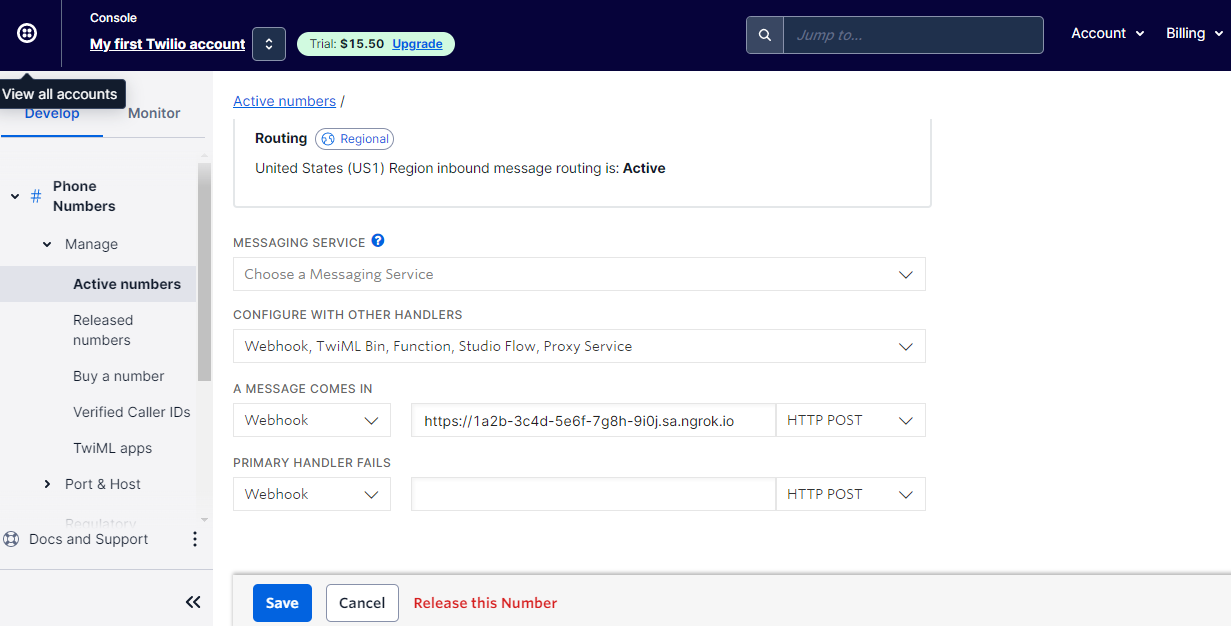 Console
My first Twilio account
Trial: $15.50 Upgrade
Jump to...
Account
Billing
View all accounts
Develop
Monitor
Phone
Numbers
Manage
Active numbers
Released
numbers
Buy a number
Verified Caller IDs
TwiML apps
Port & Host
Regulatory
Docs and Support
Active numbers /
Routing Regional
United States (US1) Region inbound message routing is: Active
MESSAGING SERVICE ?
Choose a Messaging Service
CONFIGURE WITH OTHER HANDLERS
Webhook, TwiML Bin, Function, Studio Flow, Proxy Service
A MESSAGE COMES IN
Webhook https://1a2b-3c4d-5e6f-7g8h-9i0j.sa.ngrok.io HTTP POST
PRIMARY HANDLER FAILS
Webhook HTTP POST
Save Cancel Release this Number